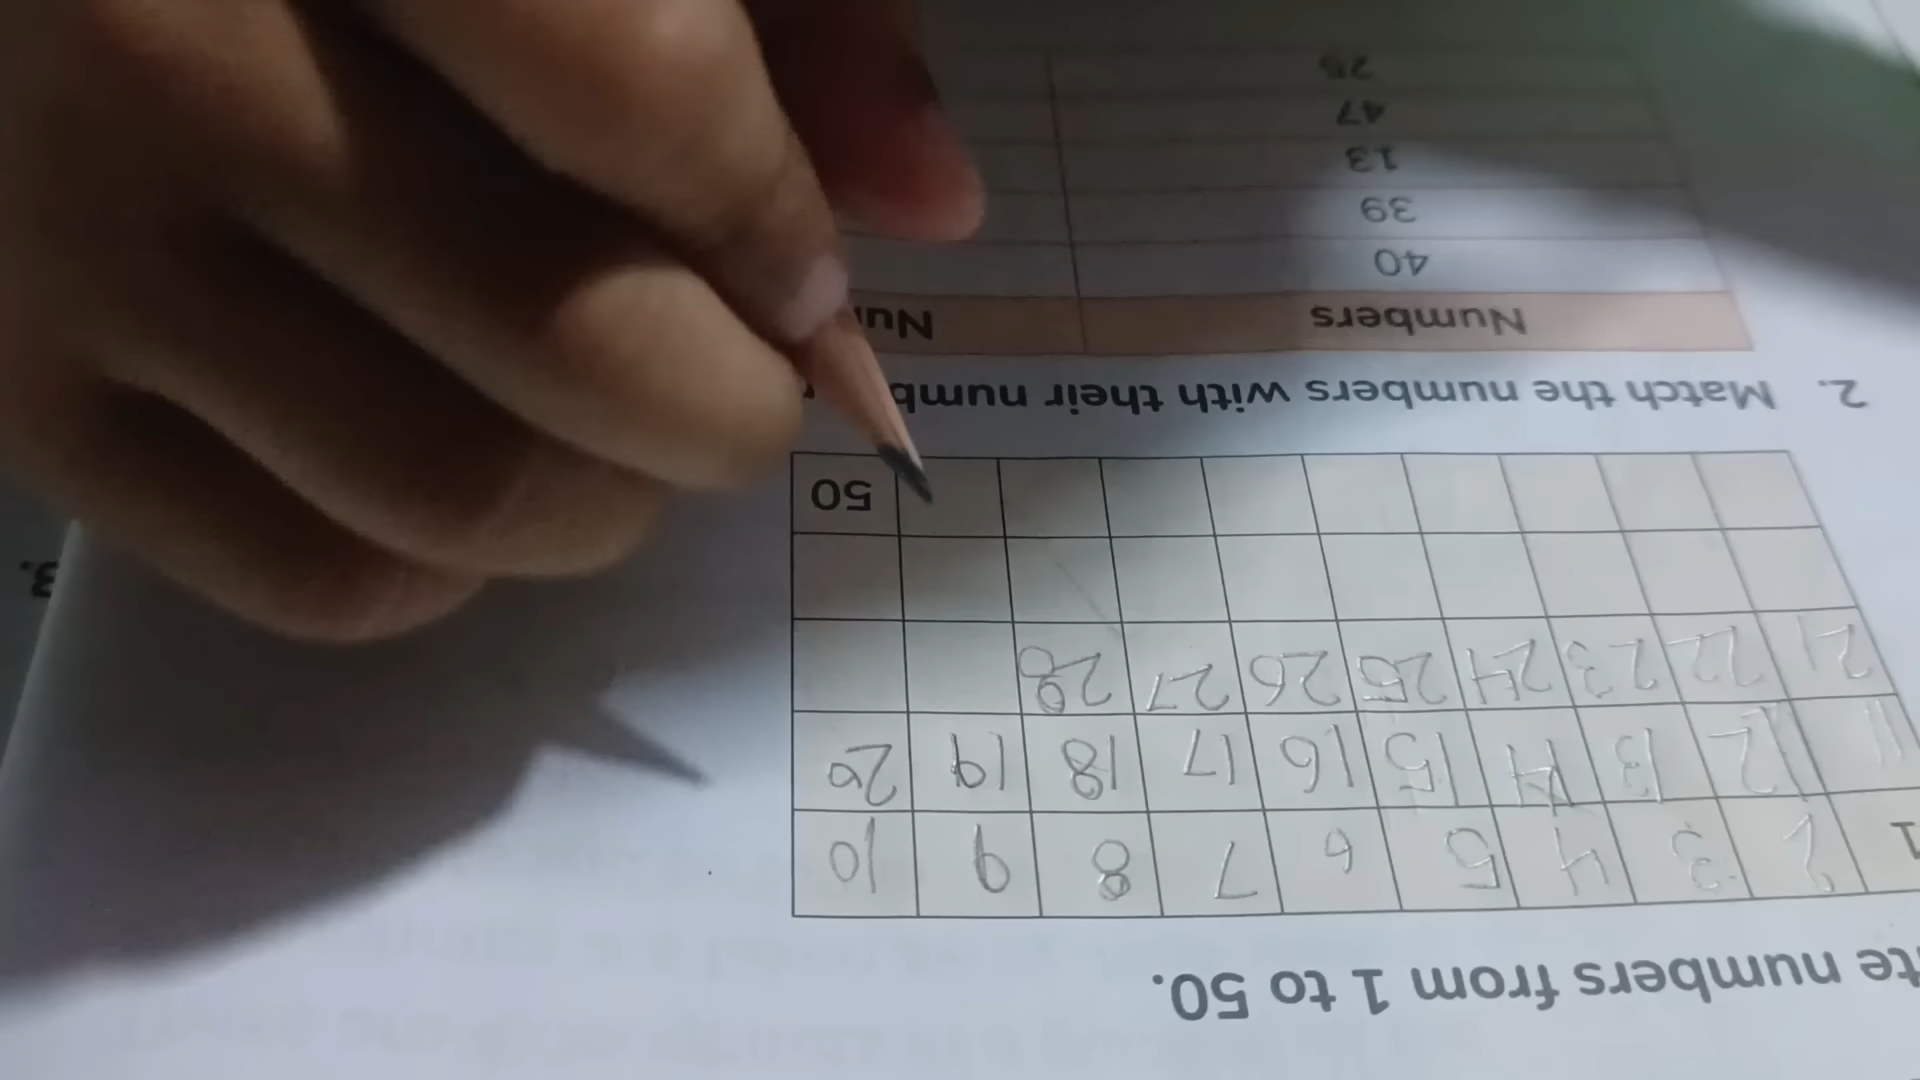 te numbers from 1 to 50.
1 2 3 4 5 6 7 8 9 10
11 12 13 14 15 16 17 18 19 20
21 22 23 24 25 26 27 28
50
2. Match the numbers with their numb
Numbers Nu
40
39
13
47
25
3.